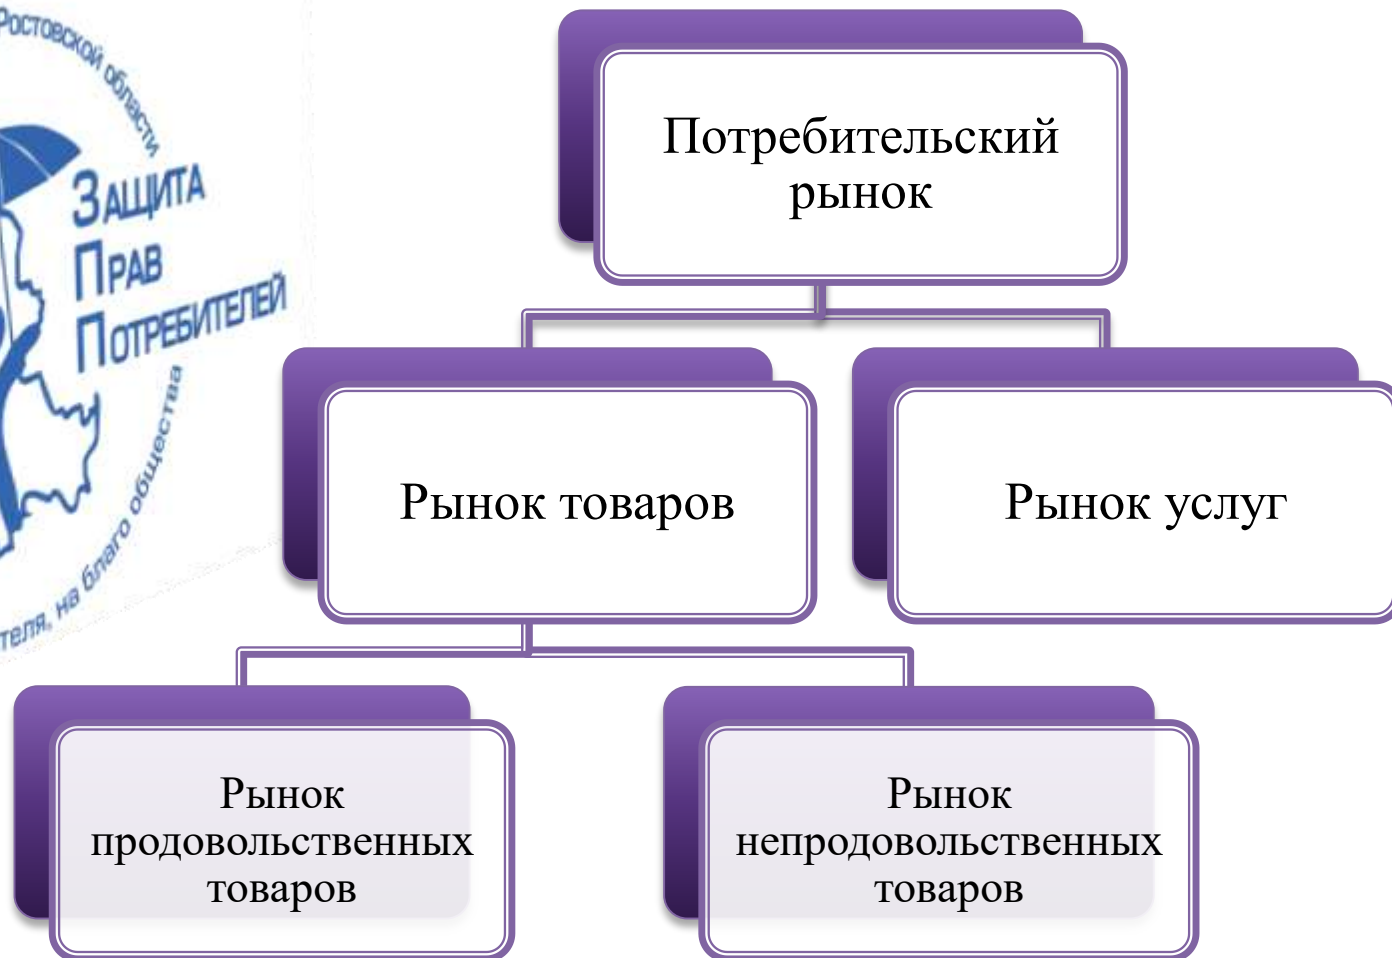 Ростовской области
Защита
Прав
Потребителей
на благо общества
Потребительский
рынок
Рынок товаров
Рынок услуг
Рынок
продовольственных
товаров
Рынок
непродовольственных
товаров